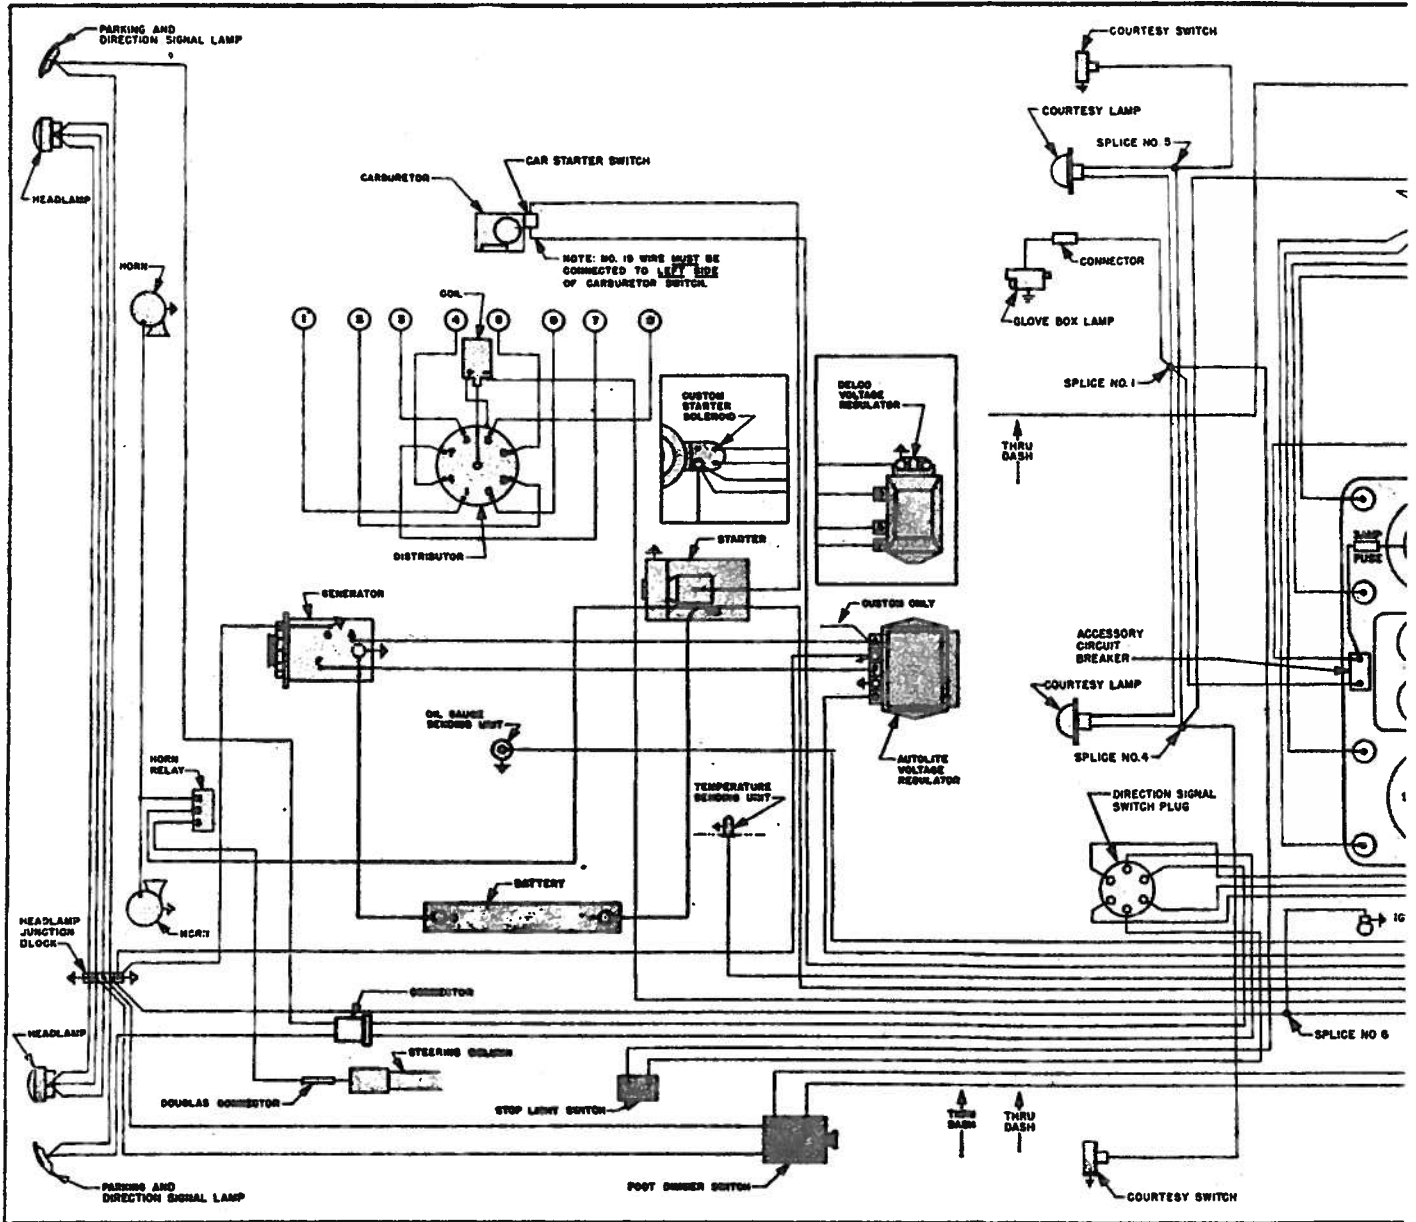 PARKING AND
DIRECTION SIGNAL LAMP
HEADLAMP
HORN
CARBURETOR
CAR STARTER SWITCH
NOTE: NO. 15 WIRE MUST BE
CONNECTED TO LEFT SIDE
OF CARBURETOR SWITCH.
COIL
1
2
3
4
5
6
7
8
DISTRIBUTOR
CUSTOM
STARTER
SOLENOID
DELCO
VOLTAGE
REGULATOR
STARTER
GENERATOR
CUSTOM ONLY
OIL GAUGE
SENDING UNIT
AUTOLITE
VOLTAGE
REGULATOR
HORN
RELAY
TEMPERATURE
SENDING UNIT
BATTERY
HORN
HEADLAMP
JUNCTION
BLOCK
CONNECTOR
HEADLAMP
STEERING COLUMN
DOUGLAS CONNECTOR
STOP LIGHT SWITCH
FOOT DIMMER SWITCH
PARKING AND
DIRECTION SIGNAL LAMP
COURTESY SWITCH
COURTESY LAMP
SPLICE NO. 5
CONNECTOR
GLOVE BOX LAMP
SPLICE NO. 1
THRU
DASH
AMP
FUSE
ACCESSORY
CIRCUIT
BREAKER
COURTESY LAMP
SPLICE NO. 4
DIRECTION SIGNAL
SWITCH PLUG
IG
SPLICE NO 6
THRU
DASH
THRU
DASH
COURTESY SWITCH